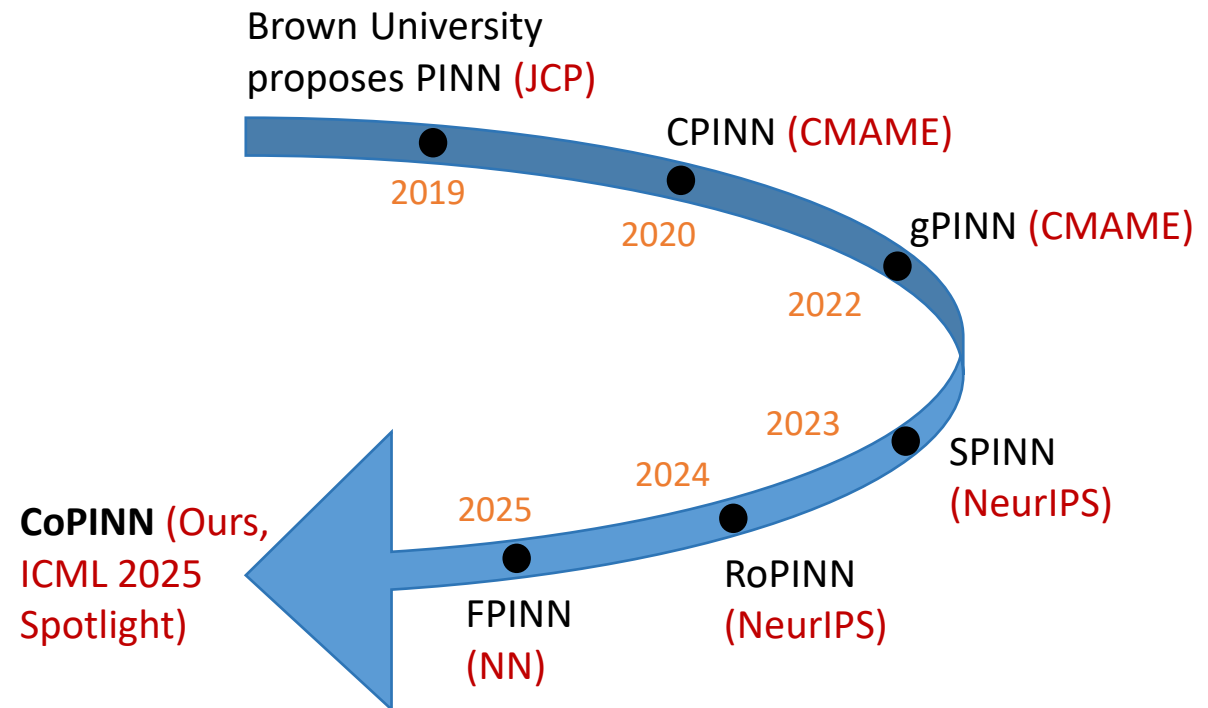 Brown University
proposes PINN (JCP)
2019
CPINN (CMAME)
2020
gPINN (CMAME)
2022
2023
SPINN
(NeurIPS)
2024
RoPINN
(NeurIPS)
2025
FPINN
(NN)
CoPINN (Ours,
ICML 2025
Spotlight)